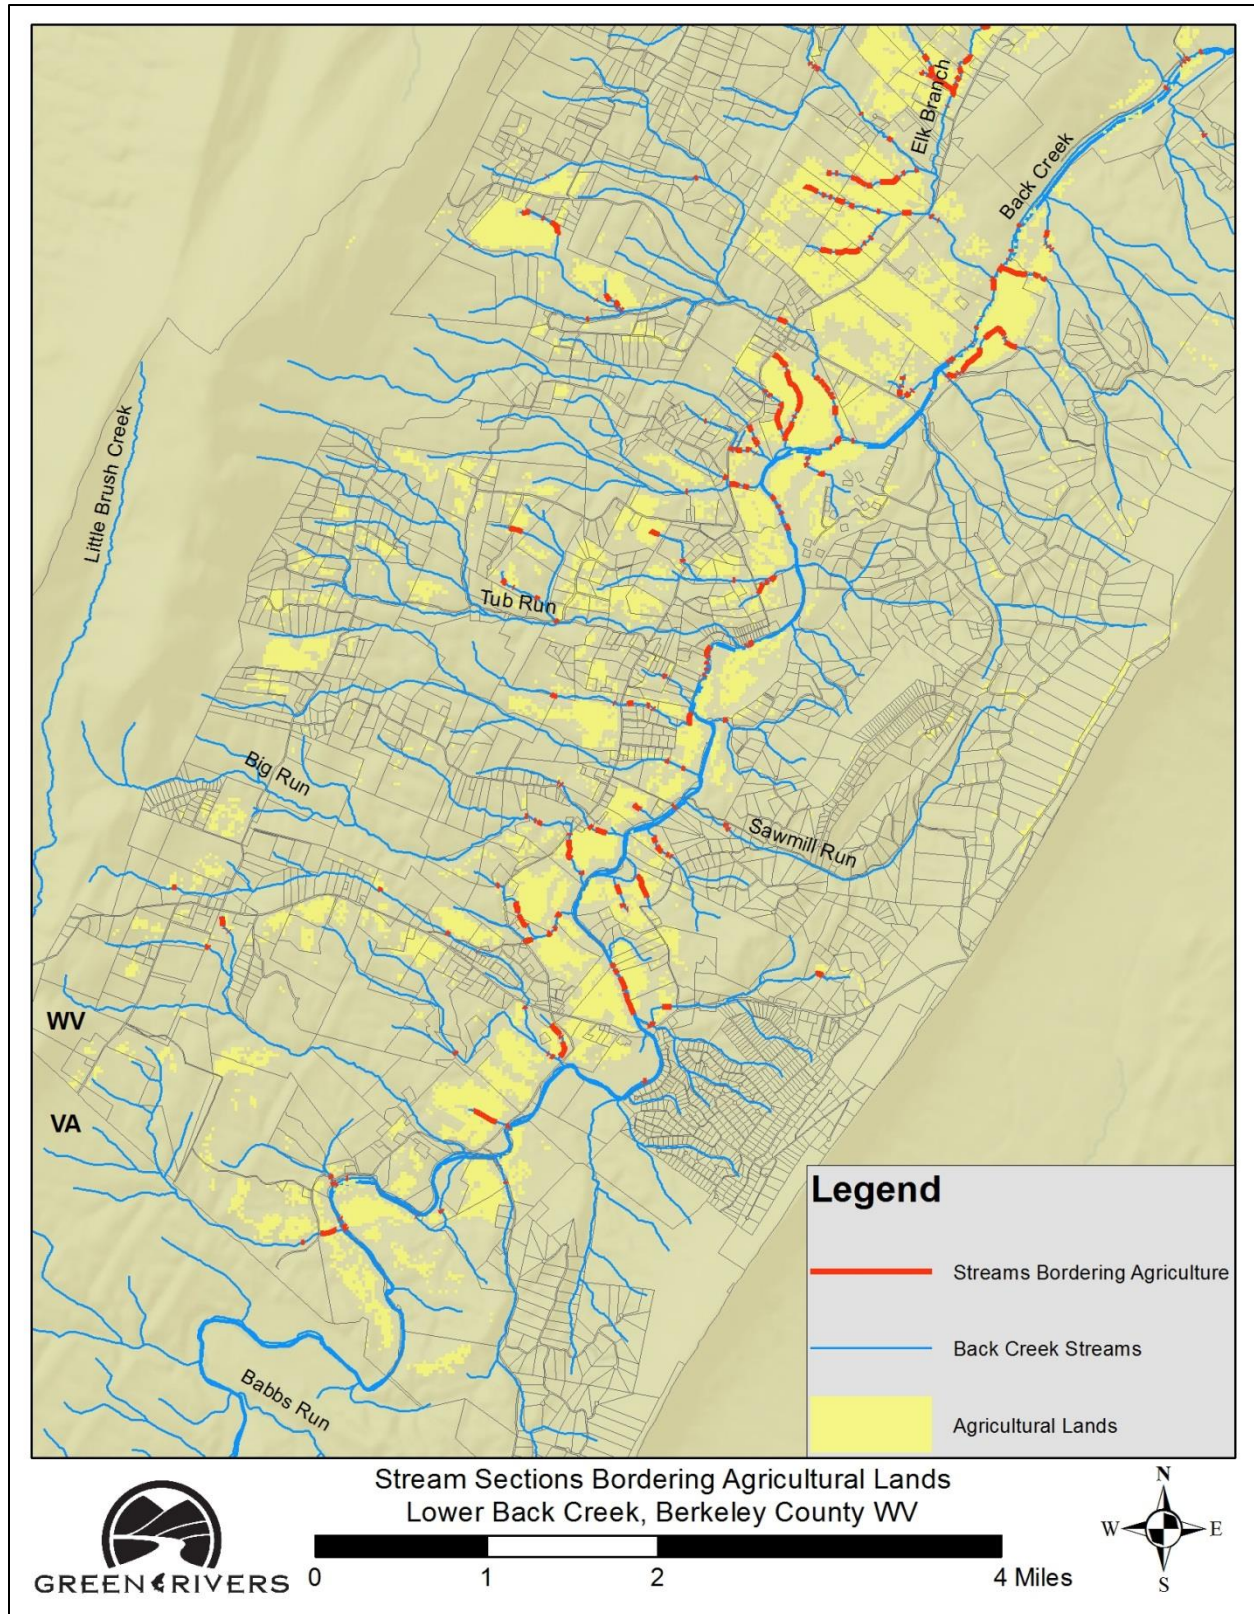 Elk Branch
Back Creek
Little Brush Creek
Tub Run
Big Run
Sawmill Run
WV
VA
Babbs Run
Legend
Streams Bordering Agriculture
Back Creek Streams
Agricultural Lands
Stream Sections Bordering Agricultural Lands
Lower Back Creek, Berkeley County WV
0 1 2 4 Miles
GREEN RIVERS
N
W E
S